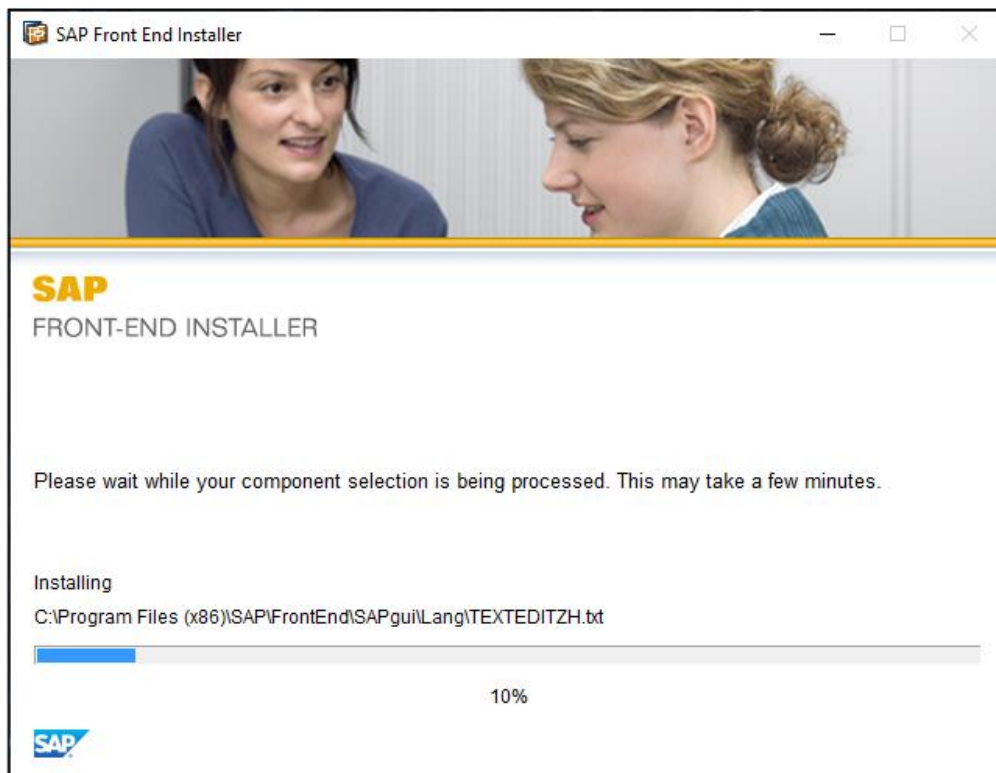 SAP Front End Installer
SAP
FRONT-END INSTALLER
Please wait while your component selection is being processed. This may take a few minutes.
Installing
C:\Program Files (x86)\SAP\FrontEnd\SAPgui\Lang\TEXTEDITZH.txt
10%
SAP